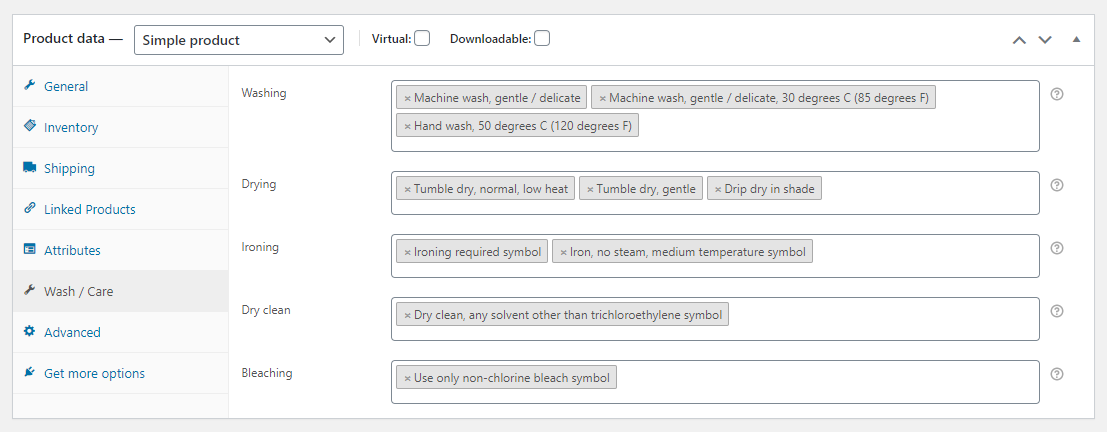 Product data — Simple product Virtual: Downloadable:
General
Inventory
Shipping
Linked Products
Attributes
Wash / Care
Advanced
Get more options
Washing
× Machine wash, gentle / delicate × Machine wash, gentle / delicate, 30 degrees C (85 degrees F)
× Hand wash, 50 degrees C (120 degrees F)
Drying
× Tumble dry, normal, low heat × Tumble dry, gentle × Drip dry in shade
Ironing
× Ironing required symbol × Iron, no steam, medium temperature symbol
Dry clean
× Dry clean, any solvent other than trichloroethylene symbol
Bleaching
× Use only non-chlorine bleach symbol